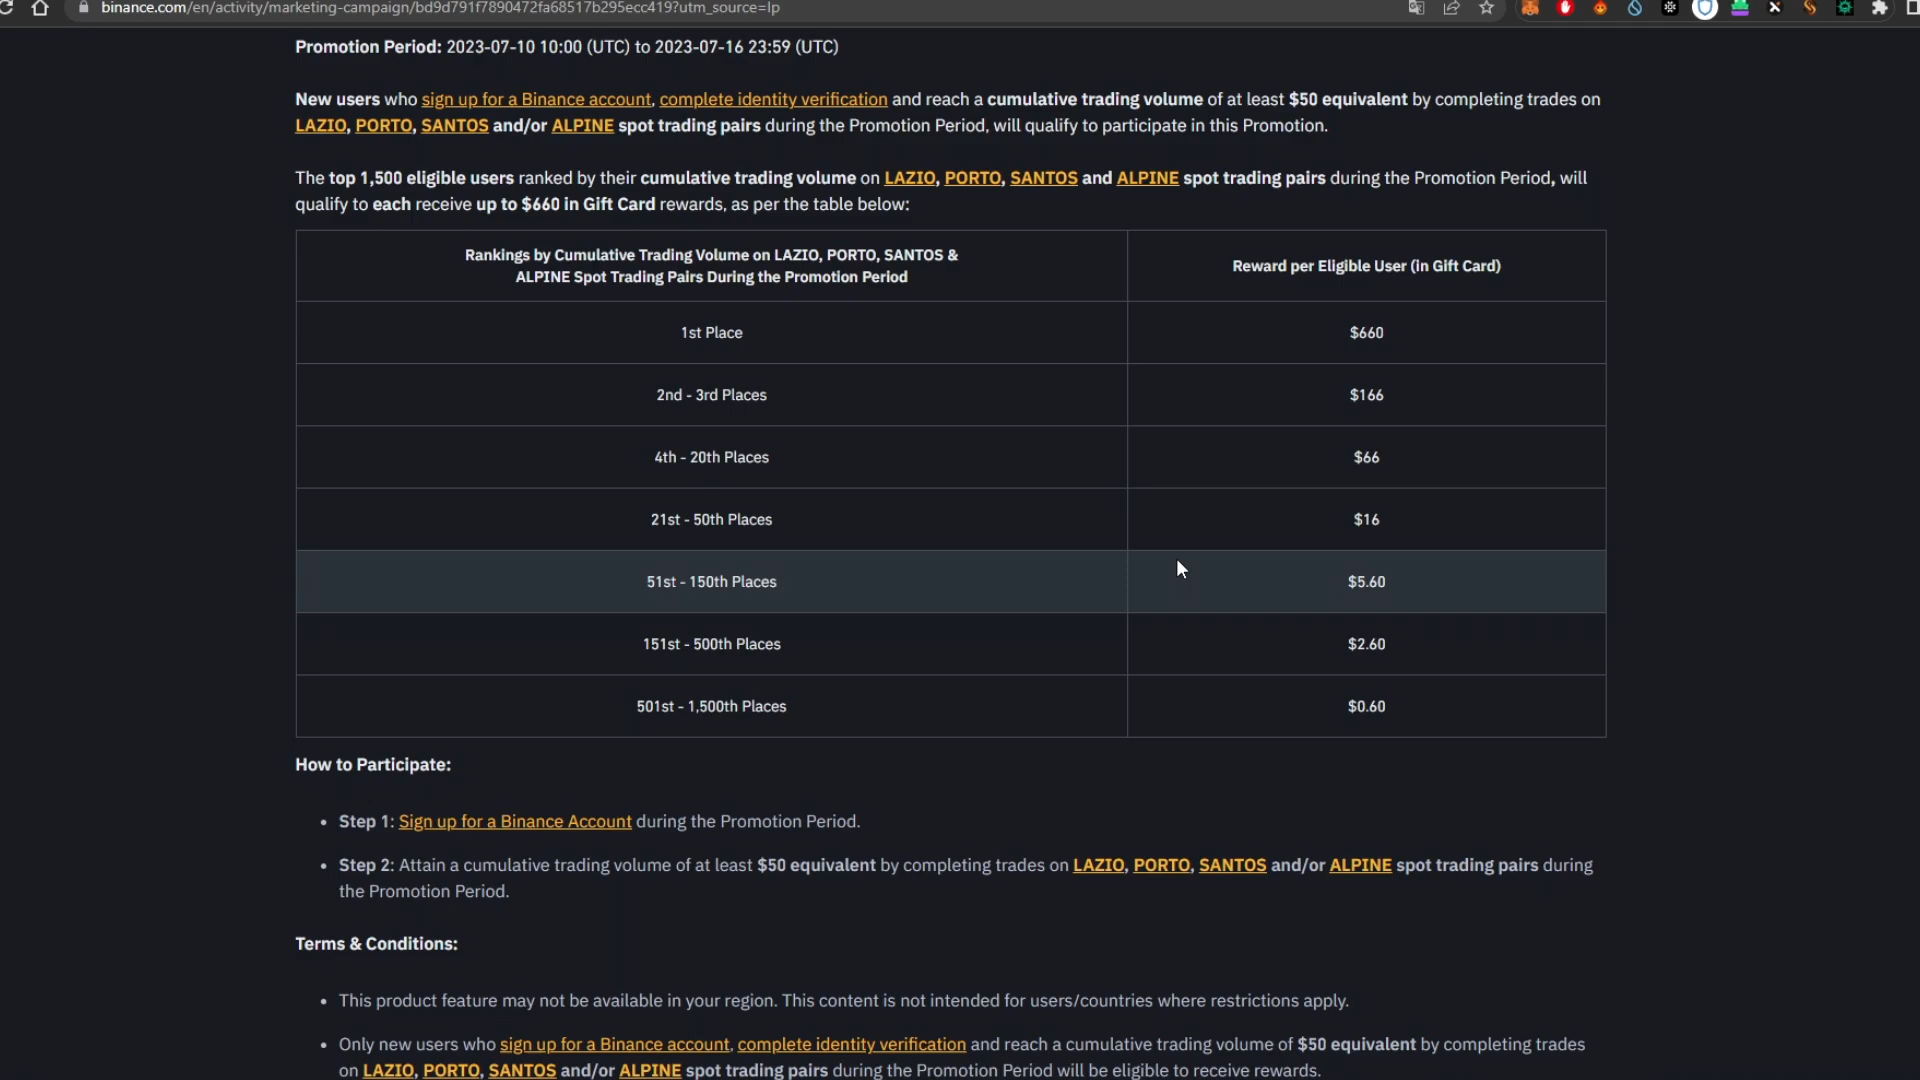 binance.com/en/activity/marketing-campaign/bd9d791f7890472fa68517b295ecc419?utm_source=lp
Promotion Period: 2023-07-10 10:00 (UTC) to 2023-07-16 23:59 (UTC)
New users who sign up for a Binance account, complete identity verification and reach a cumulative trading volume of at least $50 equivalent by completing trades on
LAZIO, PORTO, SANTOS and/or ALPINE spot trading pairs during the Promotion Period, will qualify to participate in this Promotion.
The top 1,500 eligible users ranked by their cumulative trading volume on LAZIO, PORTO, SANTOS and ALPINE spot trading pairs during the Promotion Period, will
qualify to each receive up to $660 in Gift Card rewards, as per the table below:
Rankings by Cumulative Trading Volume on LAZIO, PORTO, SANTOS &
ALPINE Spot Trading Pairs During the Promotion Period
Reward per Eligible User (in Gift Card)
1st Place
$660
2nd - 3rd Places
$166
4th - 20th Places
$66
21st - 50th Places
$16
51st - 150th Places
$5.60
151st - 500th Places
$2.60
501st - 1,500th Places
$0.60
How to Participate:
• Step 1: Sign up for a Binance Account during the Promotion Period.
• Step 2: Attain a cumulative trading volume of at least $50 equivalent by completing trades on LAZIO, PORTO, SANTOS and/or ALPINE spot trading pairs during
the Promotion Period.
Terms & Conditions:
• This product feature may not be available in your region. This content is not intended for users/countries where restrictions apply.
• Only new users who sign up for a Binance account, complete identity verification and reach a cumulative trading volume of $50 equivalent by completing trades
on LAZIO, PORTO, SANTOS and/or ALPINE spot trading pairs during the Promotion Period will be eligible to receive rewards.